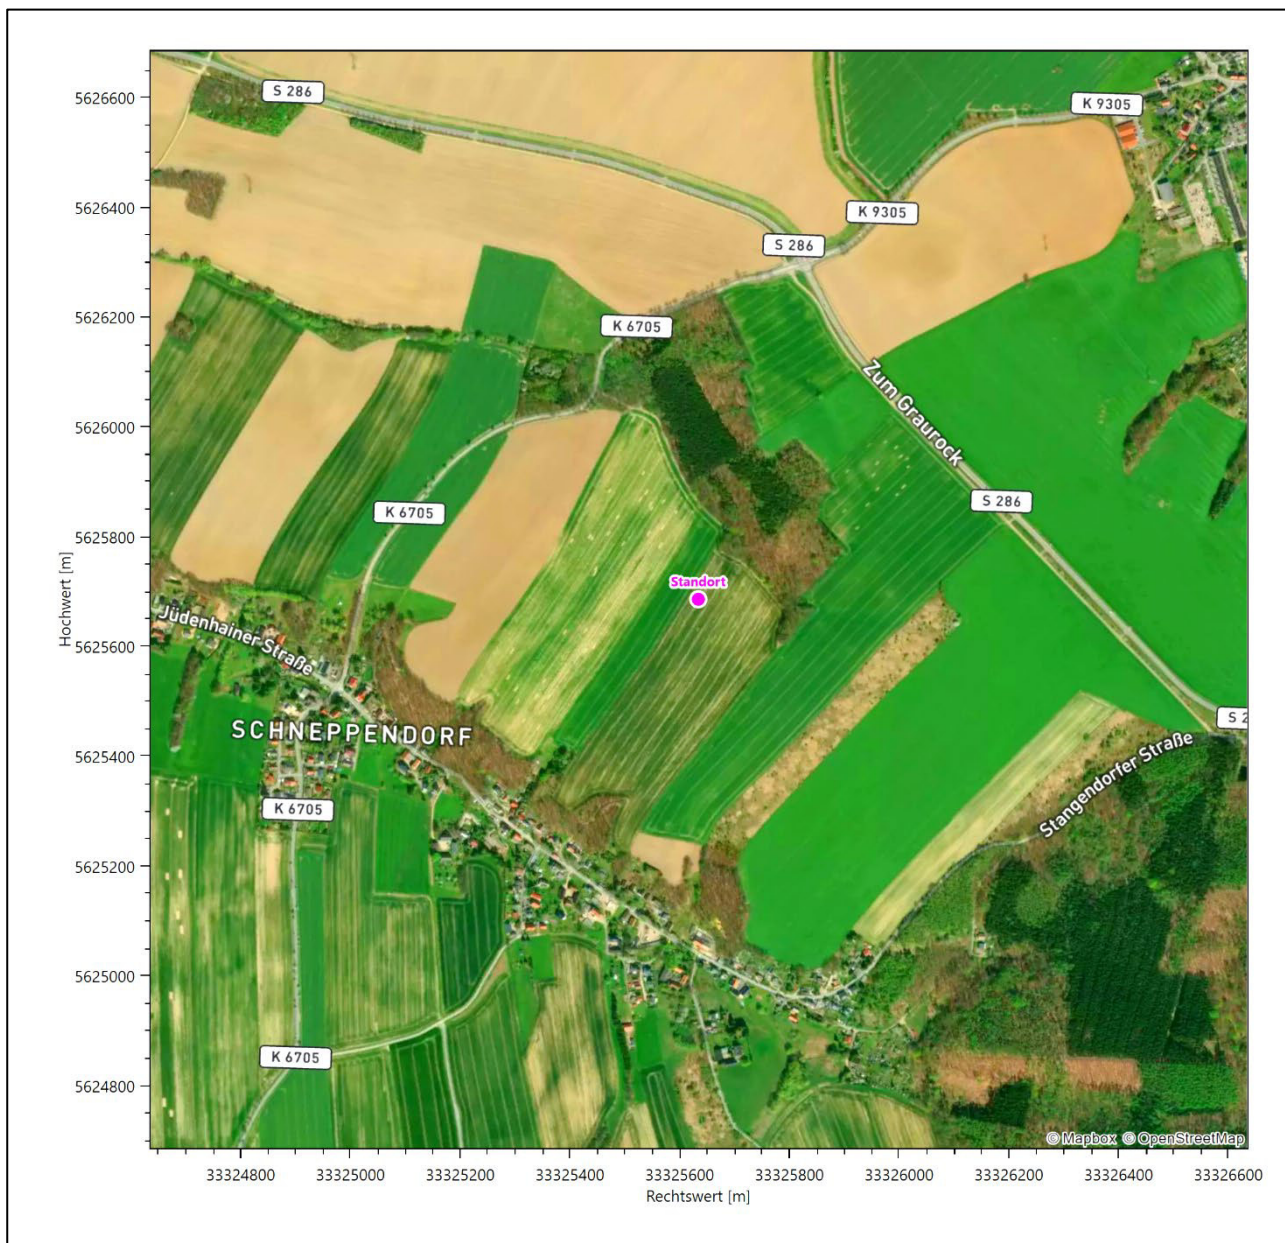 S 286
K 9305
K 9305
S 286
K 6705
Zum Graurock
S 286
K 6705
Standort
Jüdenhainer Straße
SCHNEPPENDORF
S 2
Stangendorfer Straße
K 6705
K 6705
© Mapbox © OpenStreetMap
5626600
5626400
5626200
5626000
5625800
5625600
5625400
5625200
5625000
5624800
Hochwert [m]
33324800 33325000 33325200 33325400 33325600 33325800 33326000 33326200 33326400 33326600
Rechtswert [m]